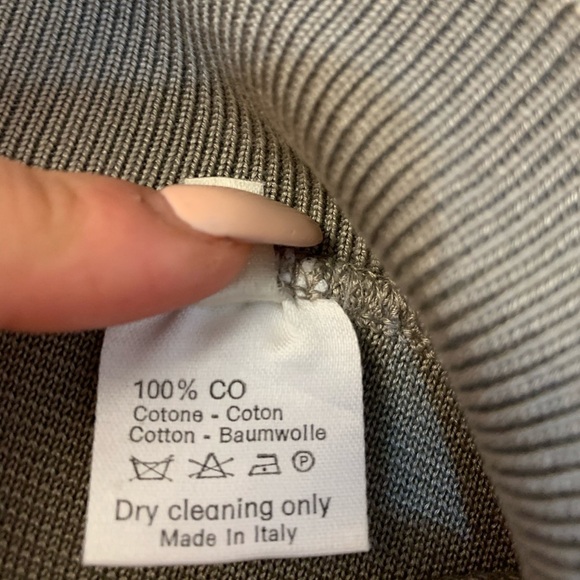 100% CO
Cotone - Coton
Cotton - Baumwolle
P
Dry cleaning only
Made In Italy